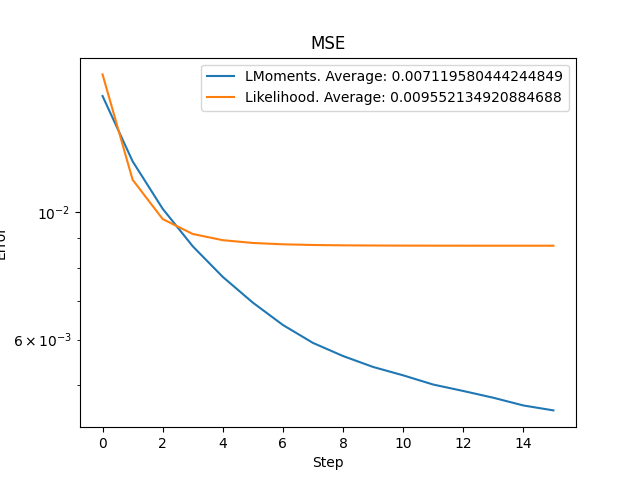 MSE
LMoments. Average: 0.007119580444244849
Likelihood. Average: 0.009552134920884688
Error
10⁻²
6 × 10⁻³
0 2 4 6 8 10 12 14
Step